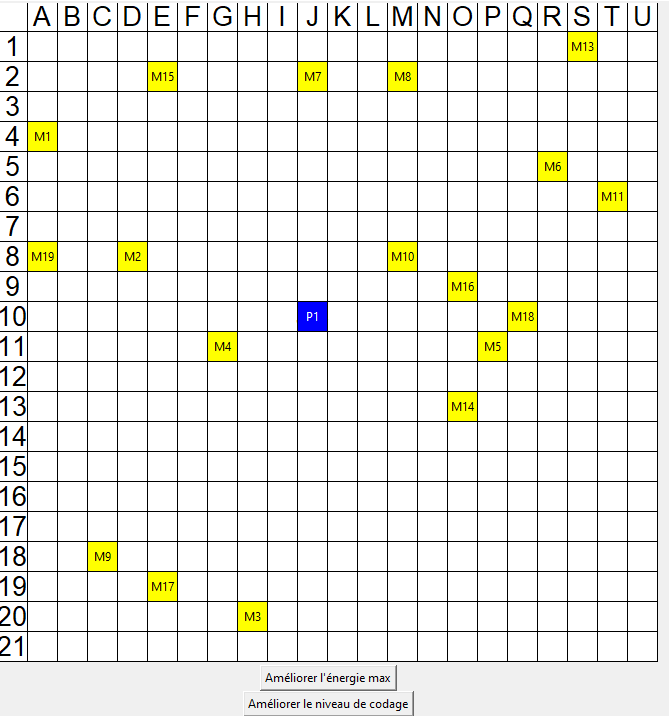 A B C D E F G H I J K L M N O P Q R S T U
1 M13
2 M15 M7 M8
3
4 M1
5 M6
6 M11
7
8 M19 M2 M10
9 M16
10 P1 M18
11 M4 M5
12
13 M14
14
15
16
17
18 M9
19 M17
20 M3
21
Améliorer l'énergie max
Améliorer le niveau de codage